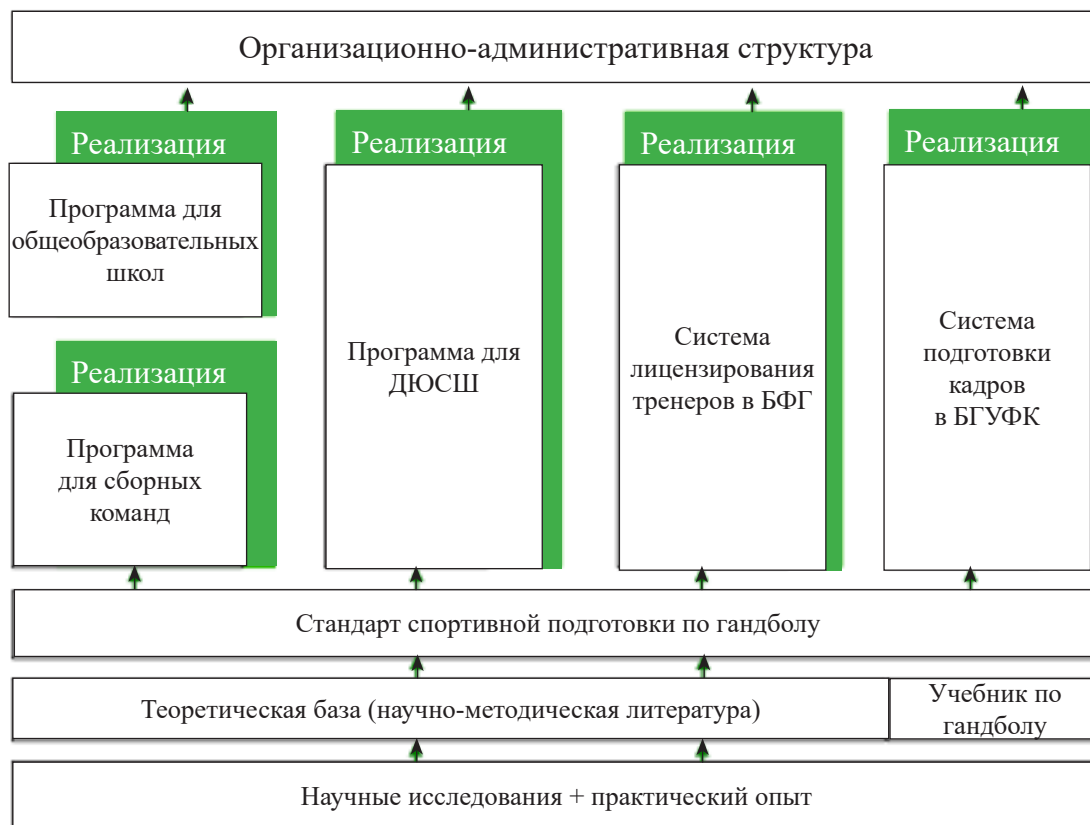 Организационно-административная структура
Реализация
Программа для
общеобразовательных
школ
Реализация
Программа
для сборных
команд
Реализация
Программа для
ДЮСШ
Реализация
Система
лицензирования
тренеров в БФГ
Реализация
Система
подготовки
кадров
в БГУФК
Стандарт спортивной подготовки по гандболу
Теоретическая база (научно-методическая литература)
Учебник по
гандболу
Научные исследования + практический опыт